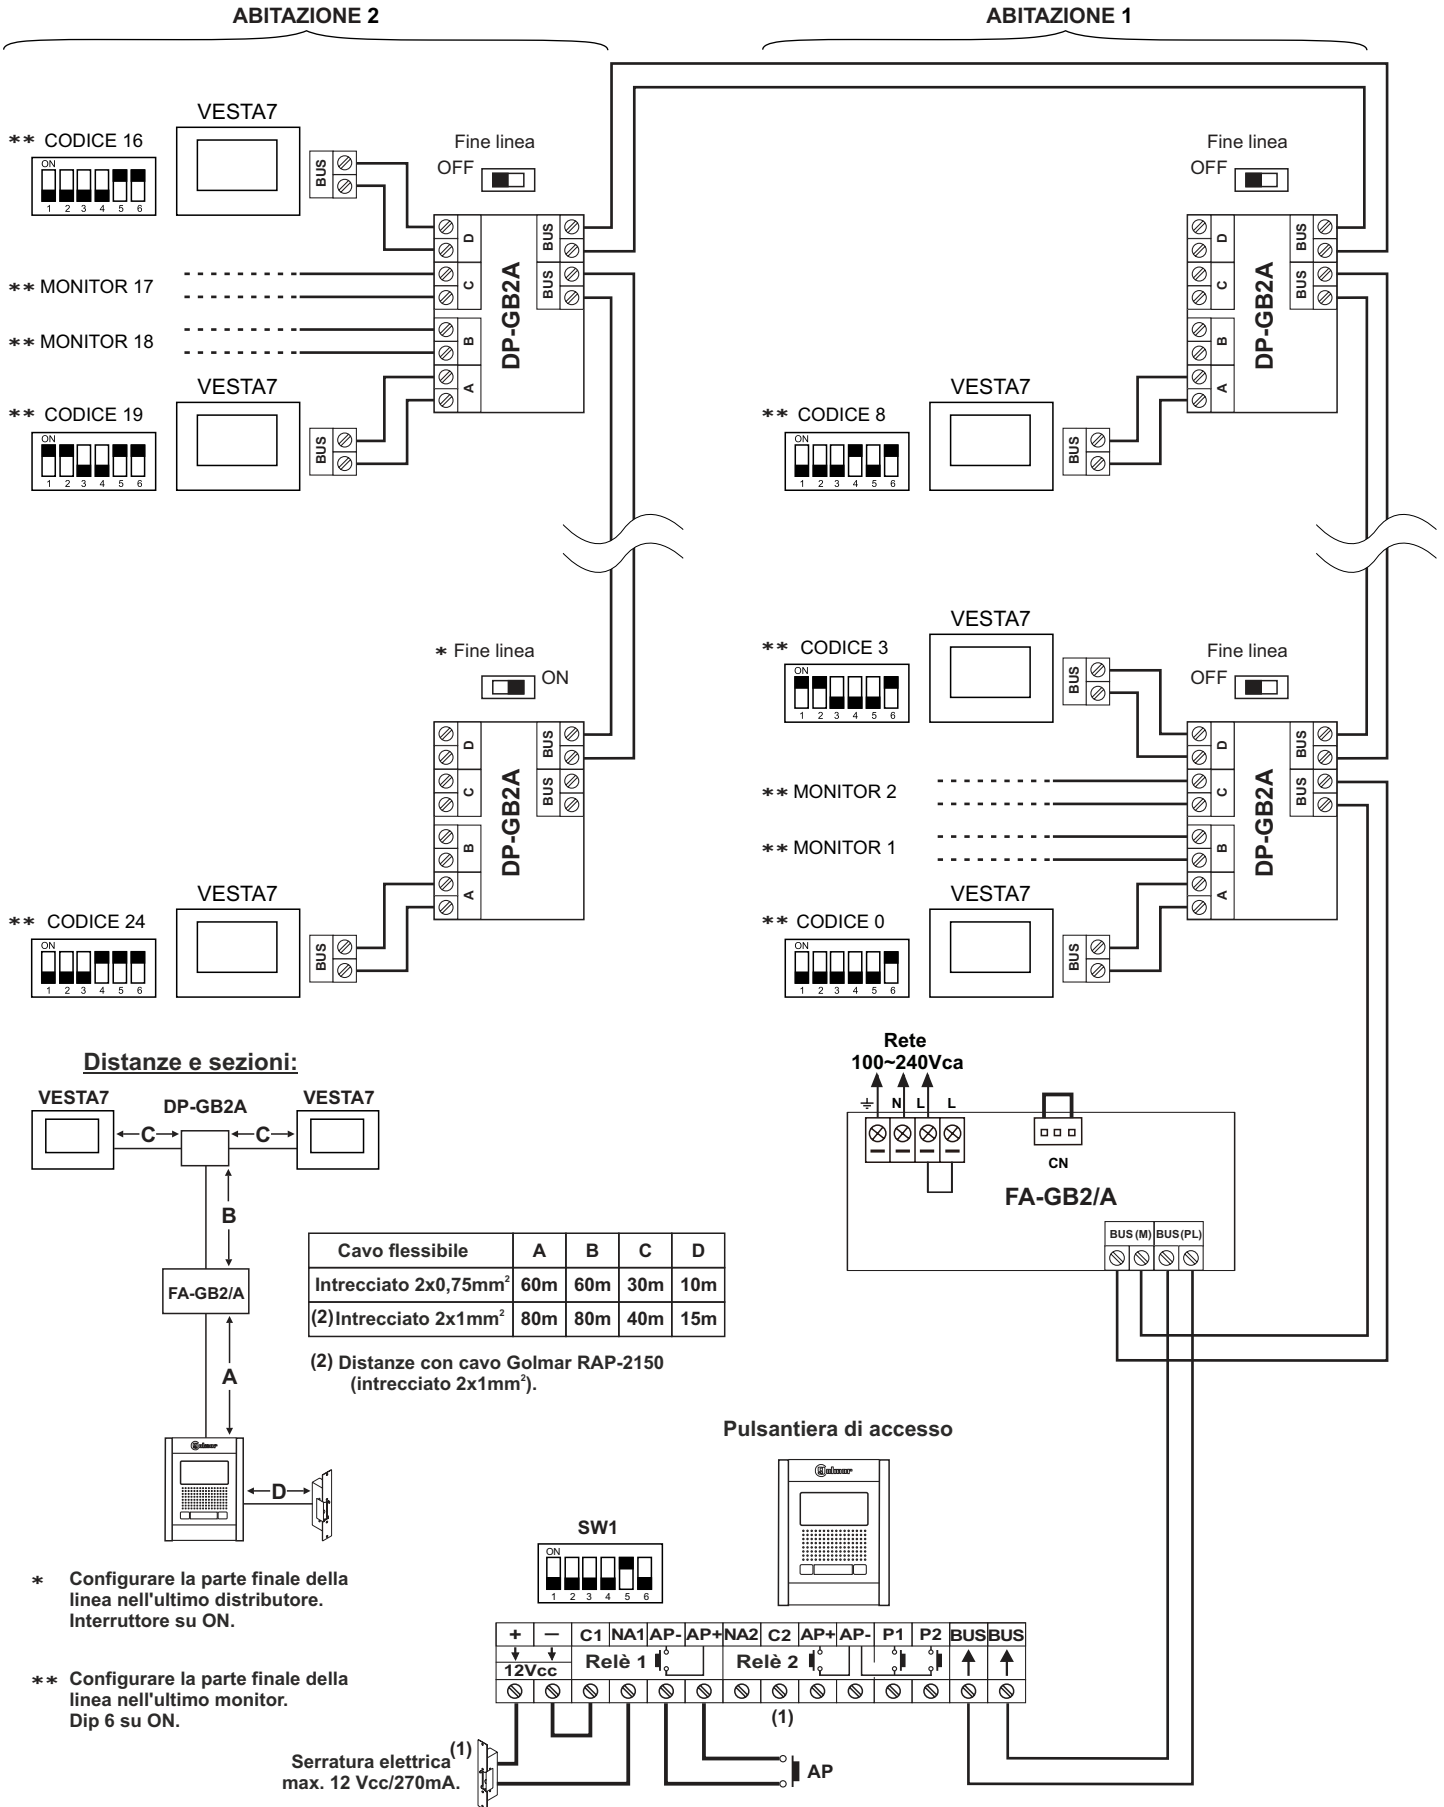 ABITAZIONE 2
ABITAZIONE 1
VESTA7
** CODICE 16
ON
1 2 3 4 5 6
BUS
Fine linea
OFF
D
C
B
A
BUS
BUS
DP-GB2A
** MONITOR 17
** MONITOR 18
VESTA7
** CODICE 19
ON
1 2 3 4 5 6
BUS
Fine linea
OFF
D
C
B
A
BUS
BUS
DP-GB2A
VESTA7
** CODICE 8
ON
1 2 3 4 5 6
BUS
* Fine linea
ON
D
C
B
A
BUS
BUS
DP-GB2A
VESTA7
** CODICE 24
ON
1 2 3 4 5 6
BUS
VESTA7
** CODICE 3
ON
1 2 3 4 5 6
BUS
Fine linea
OFF
D
C
B
A
BUS
BUS
DP-GB2A
** MONITOR 2
** MONITOR 1
VESTA7
** CODICE 0
ON
1 2 3 4 5 6
BUS
Rete
100~240Vca
N L L
CN
FA-GB2/A
BUS (M) BUS (PL)
Distanze e sezioni:
VESTA7
DP-GB2A
VESTA7
C
C
B
FA-GB2/A
A
Golmar
D
Cavo flessibile A B C D
Intrecciato 2x0,75mm² 60m 60m 30m 10m
(2) Intrecciato 2x1mm² 80m 80m 40m 15m
(2) Distanze con cavo Golmar RAP-2150
(intrecciato 2x1mm²).
Pulsantiera di accesso
Golmar
SW1
ON
1 2 3 4 5 6
* Configurare la parte finale della
linea nell'ultimo distributore.
Interruttore su ON.
** Configurare la parte finale della
linea nell'ultimo monitor.
Dip 6 su ON.
+ − C1 NA1 AP- AP+ NA2 C2 AP+ AP- P1 P2 BUS BUS
12Vcc Relè 1 Relè 2
(1)
Serratura elettrica (1)
max. 12 Vcc/270mA.
AP